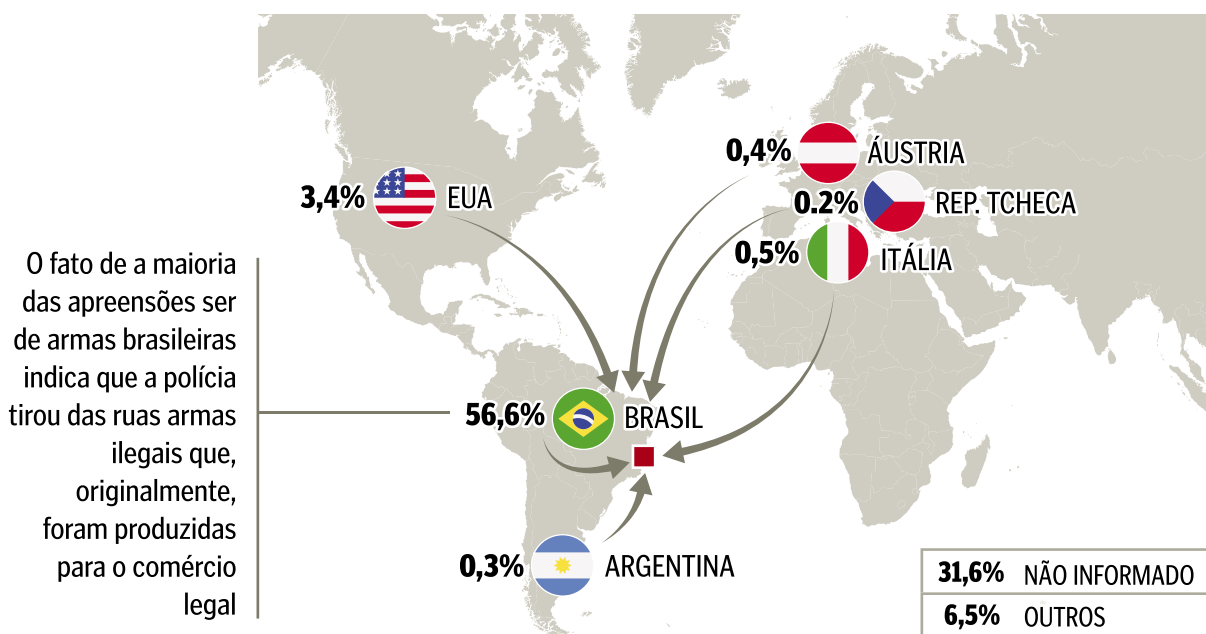 O fato de a maioria
das apreensões ser
de armas brasileiras
indica que a polícia
tirou das ruas armas
ilegais que,
originalmente,
foram produzidas
para o comércio
legal
3,4% EUA
0,4% ÁUSTRIA
0.2% REP. TCHECA
0,5% ITÁLIA
56,6% BRASIL
0,3% ARGENTINA
31,6% NÃO INFORMADO
6,5% OUTROS